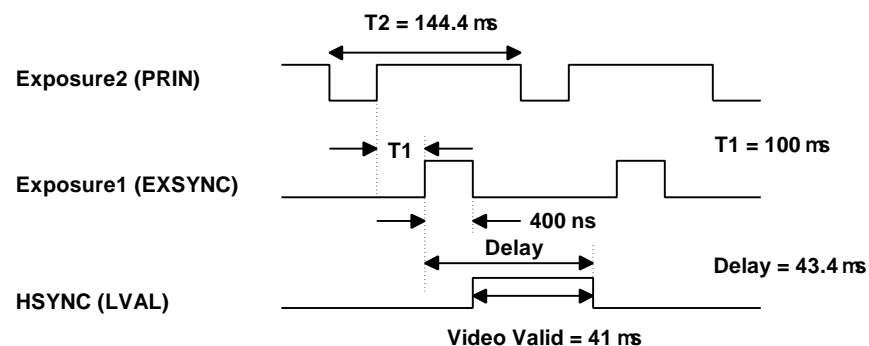 T2 = 144.4 ms
Exposure2 (PRIN)
T1
T1 = 100 ms
Exposure1 (EXSYNC)
400 ns
Delay
Delay = 43.4 ms
HSYNC (LVAL)
Video Valid = 41 ms